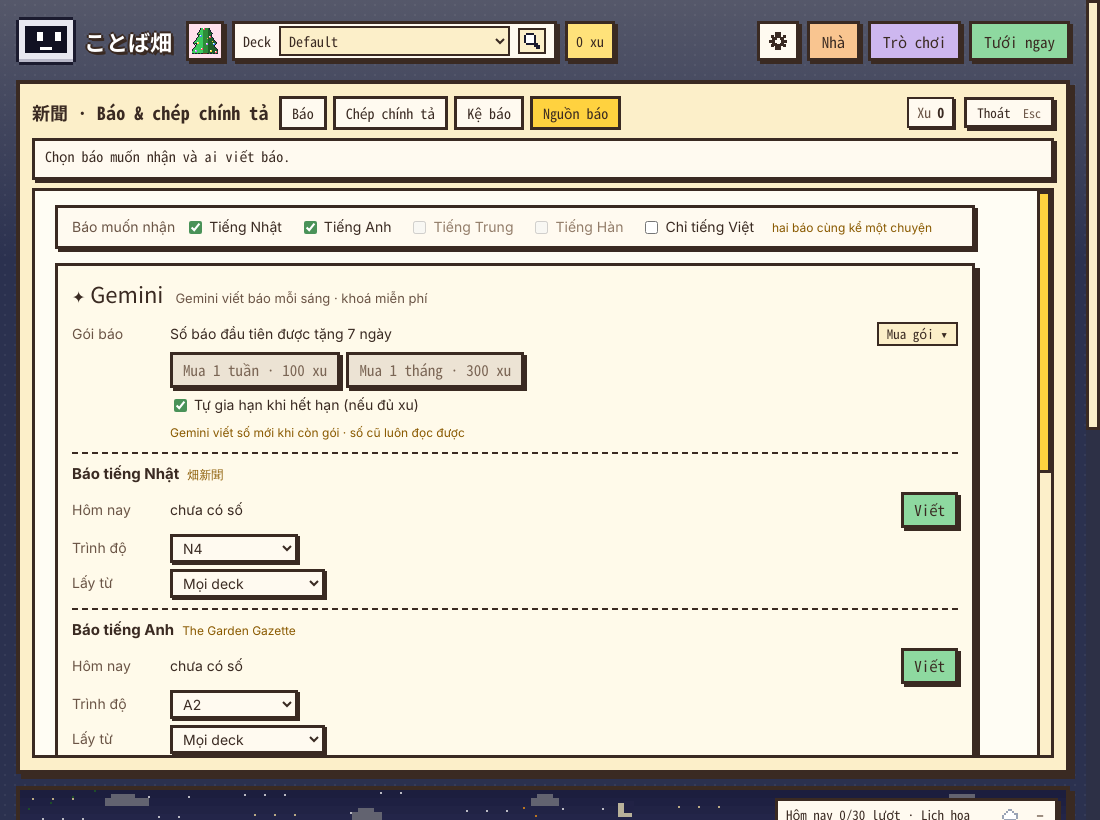 ことば畑 Deck Default 0 xu Nhà Trò chơi Tưới ngay
新聞 · Báo & chép chính tả Báo Chép chính tả Kệ báo Nguồn báo Xu 0 Thoát Esc
Chọn báo muốn nhận và ai viết báo.
Báo muốn nhận Tiếng Nhật Tiếng Anh Tiếng Trung Tiếng Hàn Chỉ tiếng Việt hai báo cùng kể một chuyện
✦ Gemini Gemini viết báo mỗi sáng · khoá miễn phí
Gói báo Số báo đầu tiên được tặng 7 ngày Mua gói ▾
Mua 1 tuần · 100 xu Mua 1 tháng · 300 xu
Tự gia hạn khi hết hạn (nếu đủ xu)
Gemini viết số mới khi còn gói · số cũ luôn đọc được
Báo tiếng Nhật 畑新聞
Hôm nay chưa có số Viết
Trình độ N4
Lấy từ Mọi deck
Báo tiếng Anh The Garden Gazette
Hôm nay chưa có số Viết
Trình độ A2
Lấy từ Mọi deck
Hôm nay 0/30 lượt · Lịch hoa –